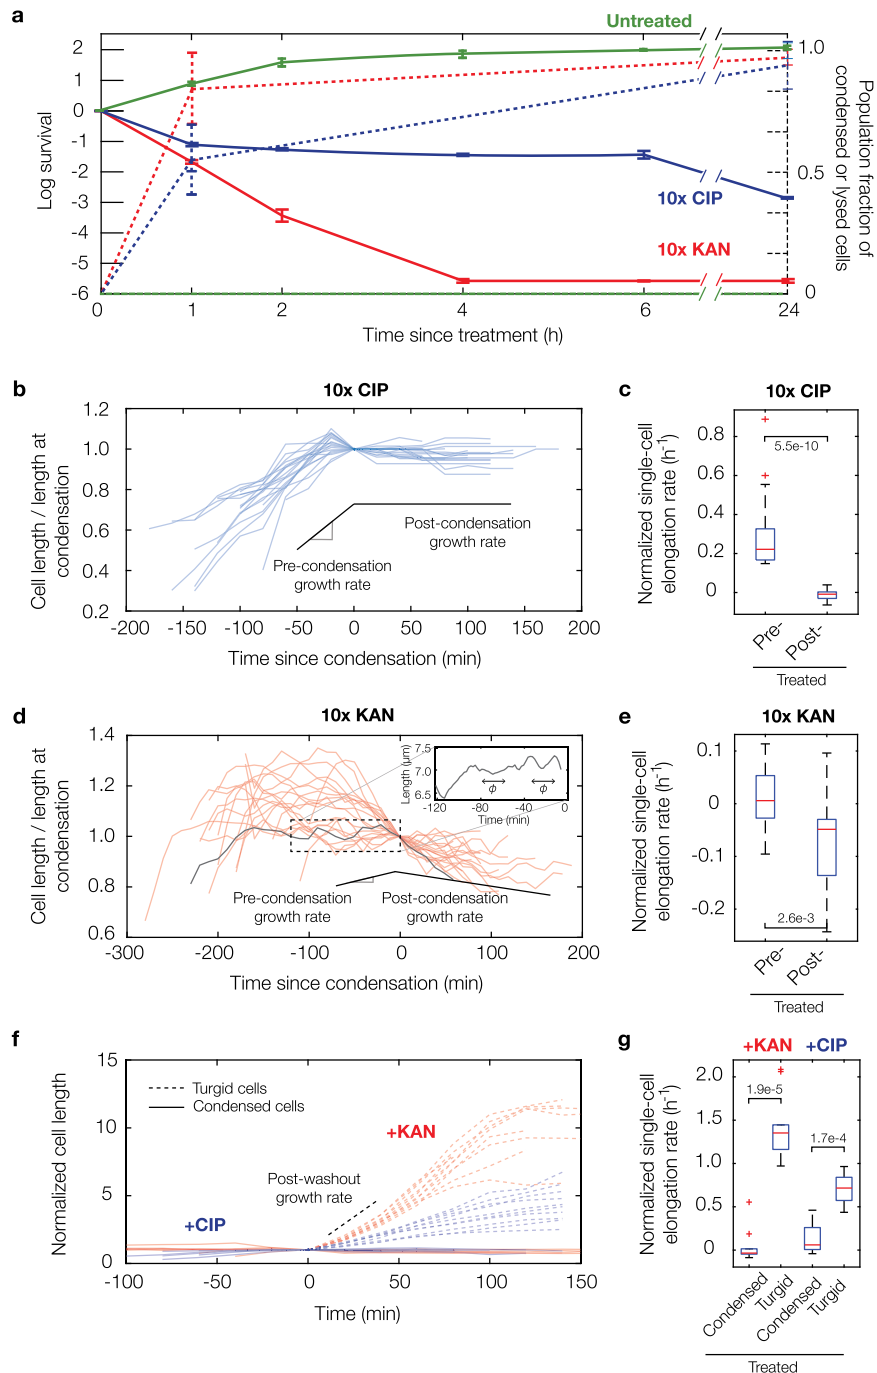 a
Untreated
2
1
0
-1
-2
-3
-4
-5
-6
Log survival
1.0
0.5
0
Population fraction of
condensed or lysed cells
10x CIP
10x KAN
0
1
2
4
6
24
Time since treatment (h)
b
10x CIP
1.2
1.0
0.8
0.6
0.4
0.2
Cell length / length at
condensation
Post-condensation
growth rate
Pre-condensation
growth rate
-200
-150
-100
-50
0
50
100
150
200
Time since condensation (min)
c
10x CIP
0.8
0.6
0.4
0.2
0
Normalized single-cell
elongation rate (h-1)
5.5e-10
Pre-
Post-
Treated
d
10x KAN
1.4
1.2
1.0
0.8
0.6
Cell length / length at
condensation
7.5
7.0
6.5
Length (μm)
ϕ
ϕ
-120
-80
-40
0
Time (min)
Pre-condensation
growth rate
Post-condensation
growth rate
-300
-200
-100
0
100
200
Time since condensation (min)
e
10x KAN
0.1
0
-0.1
-0.2
Normalized single-cell
elongation rate (h-1)
2.6e-3
Pre-
Post-
Treated
f
15
10
5
0
Normalized cell length
Turgid cells
Condensed cells
+KAN
Post-washout
growth rate
+CIP
-100
-50
0
50
100
150
Time (min)
g
+KAN +CIP
2.0
1.5
1.0
0.5
0
Normalized single-cell
elongation rate (h-1)
1.9e-5
1.7e-4
Condensed
Turgid
Condensed
Turgid
Treated